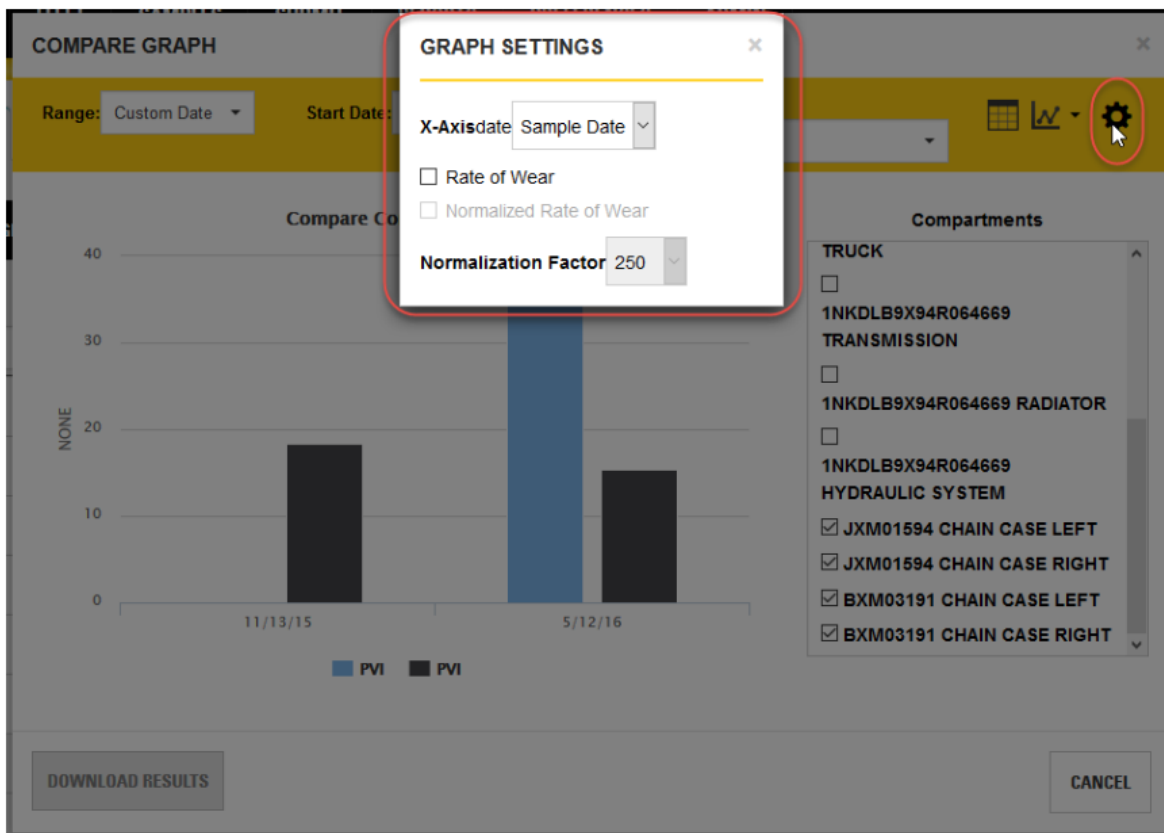 COMPARE GRAPH
GRAPH SETTINGS
×
×
Range: Custom Date
Start Date:
X-Axisdate Sample Date
Rate of Wear
Normalized Rate of Wear
Normalization Factor 250
Compare Co
40
30
20
10
0
NONE
11/13/15
5/12/16
PVI
PVI
Compartments
TRUCK
1NKDLB9X94R064669
TRANSMISSION
1NKDLB9X94R064669 RADIATOR
1NKDLB9X94R064669
HYDRAULIC SYSTEM
JXM01594 CHAIN CASE LEFT
JXM01594 CHAIN CASE RIGHT
BXM03191 CHAIN CASE LEFT
BXM03191 CHAIN CASE RIGHT
DOWNLOAD RESULTS
CANCEL